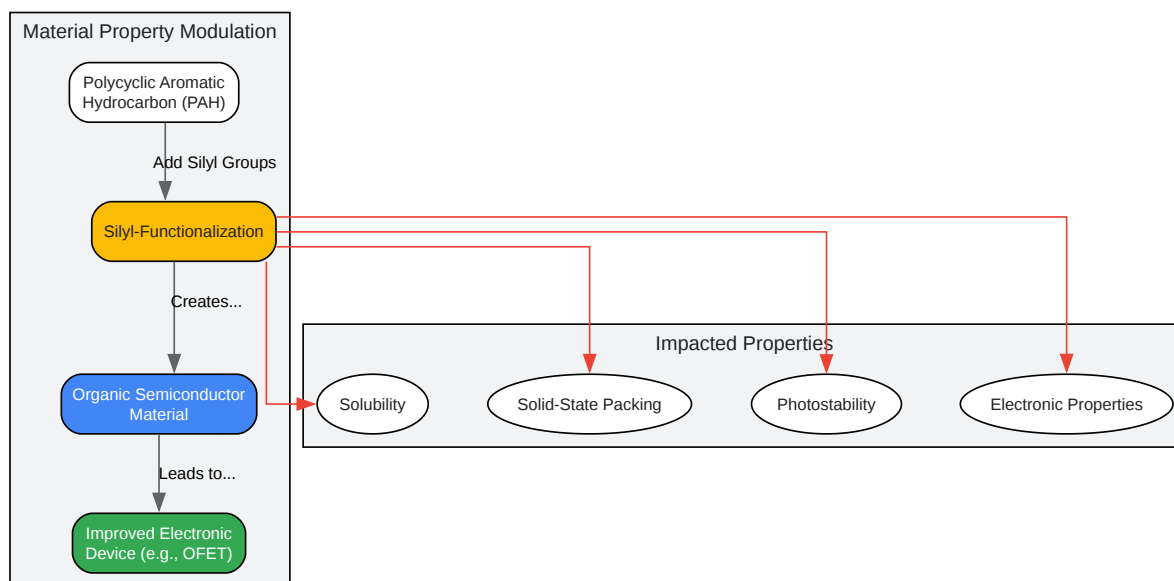 Material Property Modulation
Polycyclic Aromatic
Hydrocarbon (PAH)
Add Silyl Groups
Silyl-Functionalization
Creates...
Impacted Properties
Organic Semiconductor
Material
Solubility
Solid-State Packing
Photostability
Electronic Properties
Leads to...
Improved Electronic
Device (e.g., OFET)